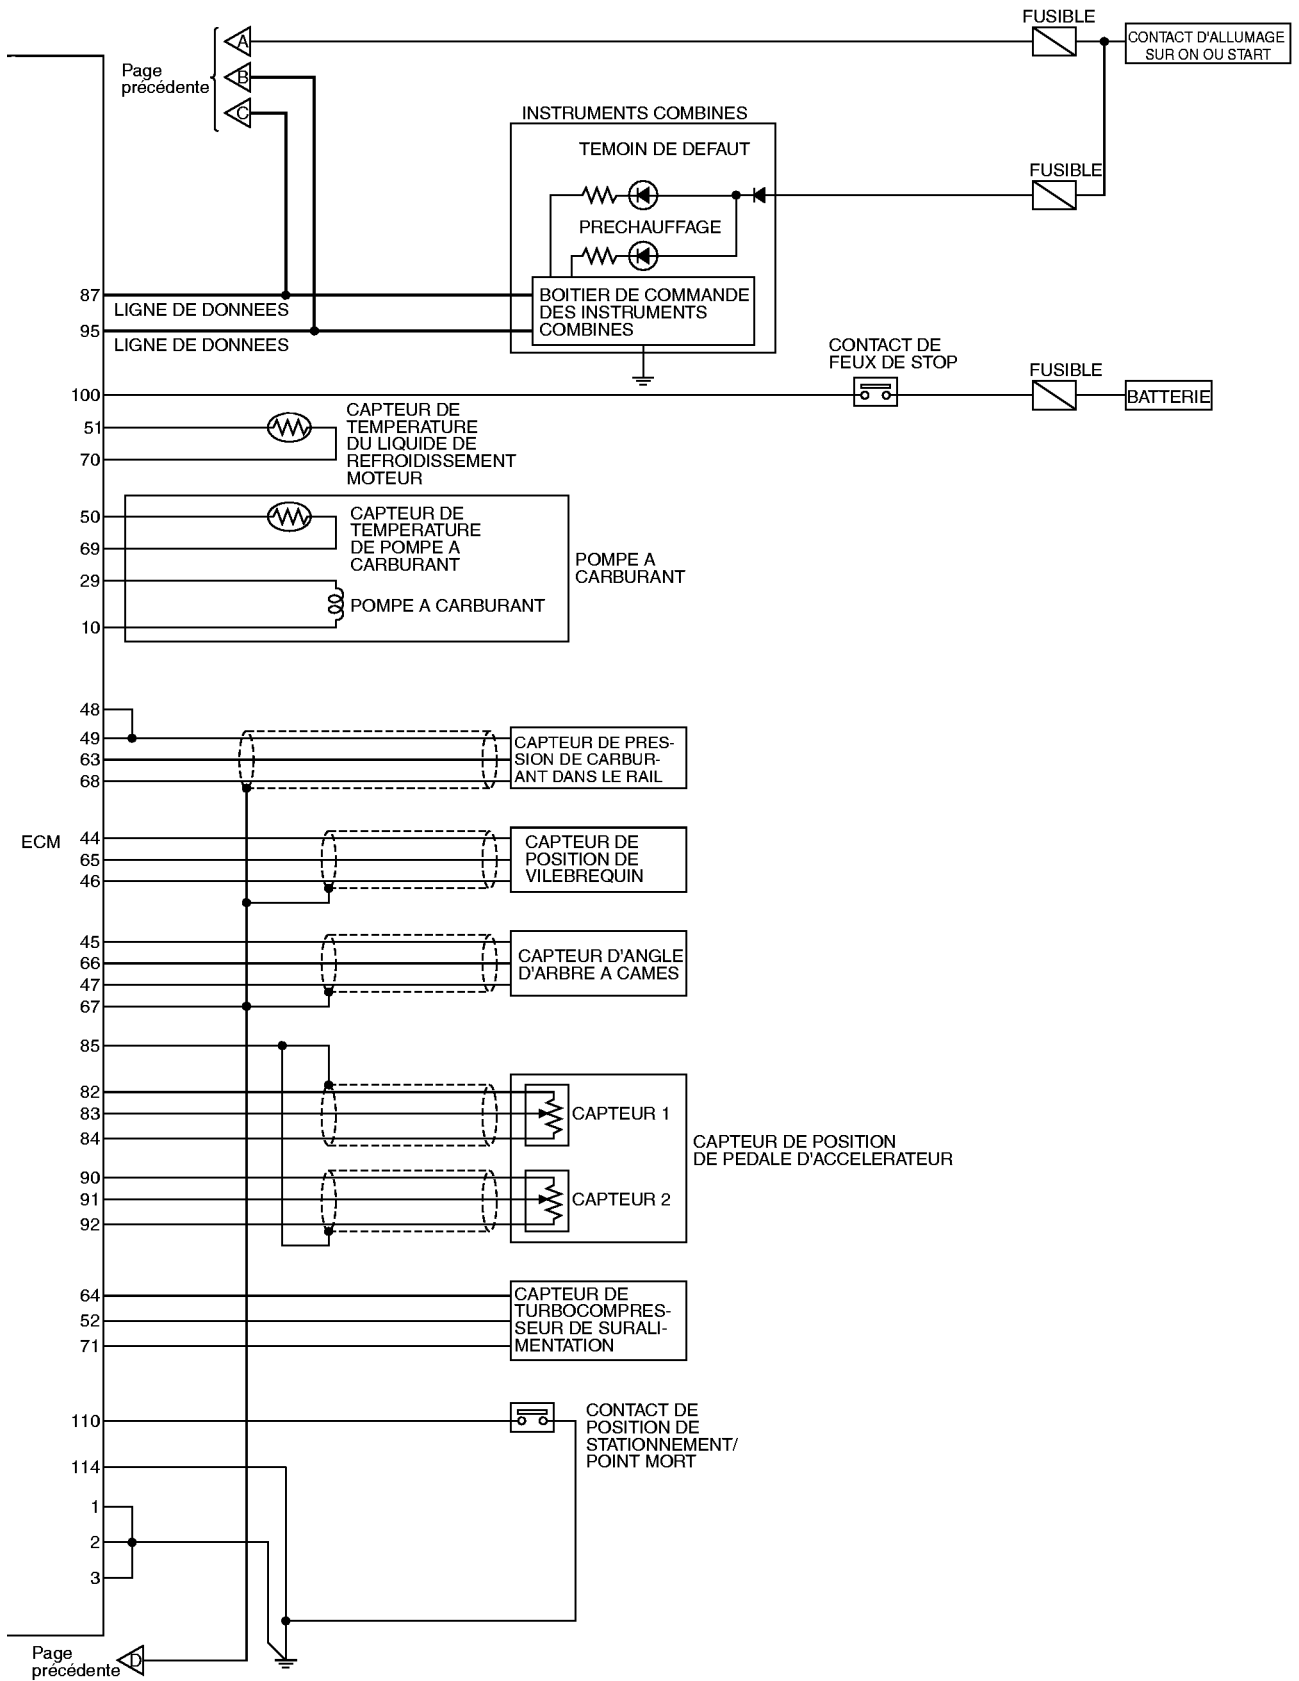 FUSIBLE
A
CONTACT D'ALLUMAGE
SUR ON OU START
Page
précédente
B
C
INSTRUMENTS COMBINES
TEMOIN DE DEFAUT
FUSIBLE
PRECHAUFFAGE
87
LIGNE DE DONNEES
BOITIER DE COMMANDE
DES INSTRUMENTS
COMBINES
95
LIGNE DE DONNEES
CONTACT DE
FEUX DE STOP
FUSIBLE
BATTERIE
100
51
70
CAPTEUR DE
TEMPERATURE
DU LIQUIDE DE
REFROIDISSEMENT
MOTEUR
50
69
CAPTEUR DE
TEMPERATURE
DE POMPE A
CARBURANT
POMPE A
CARBURANT
29
POMPE A CARBURANT
10
48
49
63
68
CAPTEUR DE PRES-
SION DE CARBUR-
ANT DANS LE RAIL
ECM
44
65
46
CAPTEUR DE
POSITION DE
VILEBREQUIN
45
66
47
67
CAPTEUR D'ANGLE
D'ARBRE A CAMES
85
82
83
84
CAPTEUR 1
CAPTEUR DE POSITION
DE PEDALE D'ACCELERATEUR
90
91
92
CAPTEUR 2
64
52
71
CAPTEUR DE
TURBOCOMPRES-
SEUR DE SURALI-
MENTATION
110
CONTACT DE
POSITION DE
STATIONNEMENT/
POINT MORT
114
1
2
3
Page
précédente
D